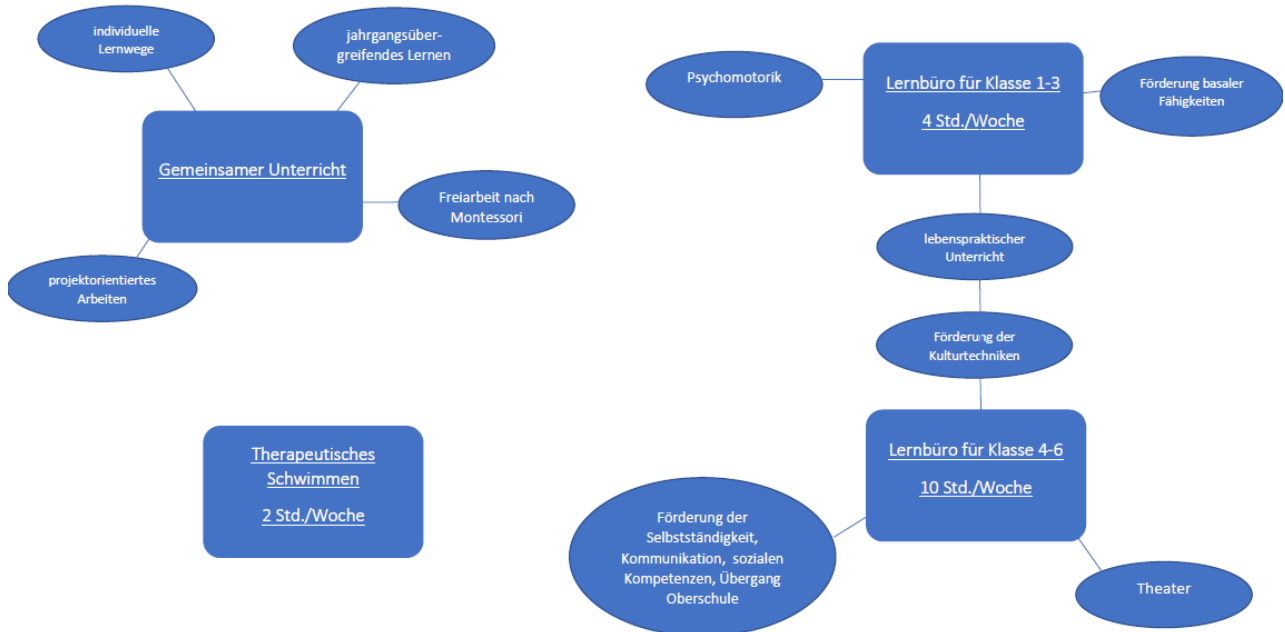 individuelle
Lernwege
jahrgangsüber-
greifendes Lernen
Gemeinsamer Unterricht
Freiarbeit nach
Montessori
projektorientiertes
Arbeiten
Therapeutisches
Schwimmen
2 Std./Woche
Psychomotorik
Lernbüro für Klasse 1-3
4 Std./Woche
Förderung basaler
Fähigkeiten
lebenspraktischer
Unterricht
Förderung der
Kulturtechniken
Lernbüro für Klasse 4-6
10 Std./Woche
Förderung der
Selbstständigkeit,
Kommunikation, sozialen
Kompetenzen, Übergang
Oberschule
Theater